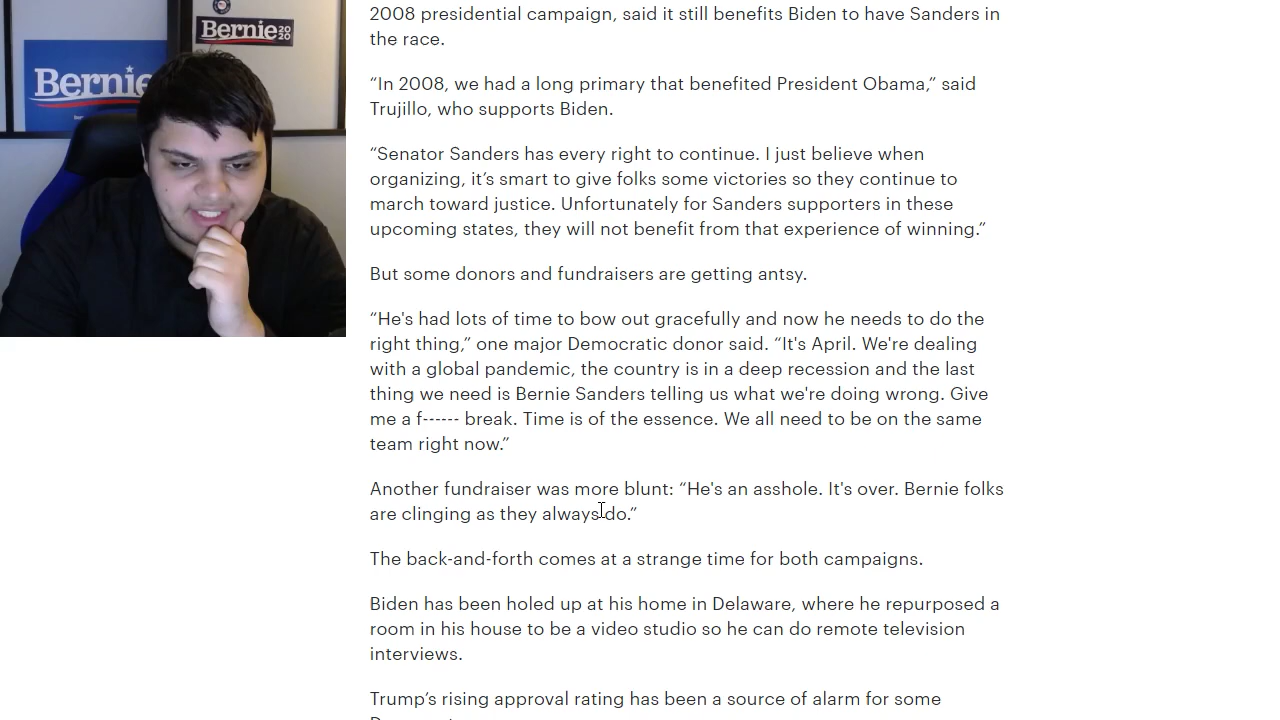 Bernie 20
20
Bernie
2008 presidential campaign, said it still benefits Biden to have Sanders in
the race.
“In 2008, we had a long primary that benefited President Obama,” said
Trujillo, who supports Biden.
“Senator Sanders has every right to continue. I just believe when
organizing, it’s smart to give folks some victories so they continue to
march toward justice. Unfortunately for Sanders supporters in these
upcoming states, they will not benefit from that experience of winning.”
But some donors and fundraisers are getting antsy.
“He's had lots of time to bow out gracefully and now he needs to do the
right thing,” one major Democratic donor said. “It's April. We're dealing
with a global pandemic, the country is in a deep recession and the last
thing we need is Bernie Sanders telling us what we're doing wrong. Give
me a f------ break. Time is of the essence. We all need to be on the same
team right now.”
Another fundraiser was more blunt: “He's an asshole. It's over. Bernie folks
are clinging as they always do.”
The back-and-forth comes at a strange time for both campaigns.
Biden has been holed up at his home in Delaware, where he repurposed a
room in his house to be a video studio so he can do remote television
interviews.
Trump’s rising approval rating has been a source of alarm for some